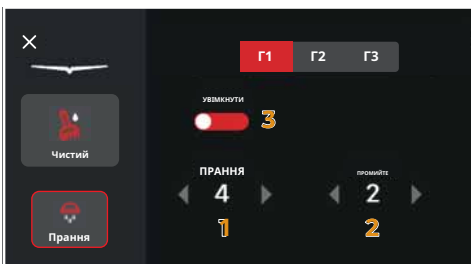 Г1 Г2 Г3
УВІМКНУТИ
3
Чистий
ПРАННЯ
ПРОМИЙТЕ
4
2
1
2
Прання